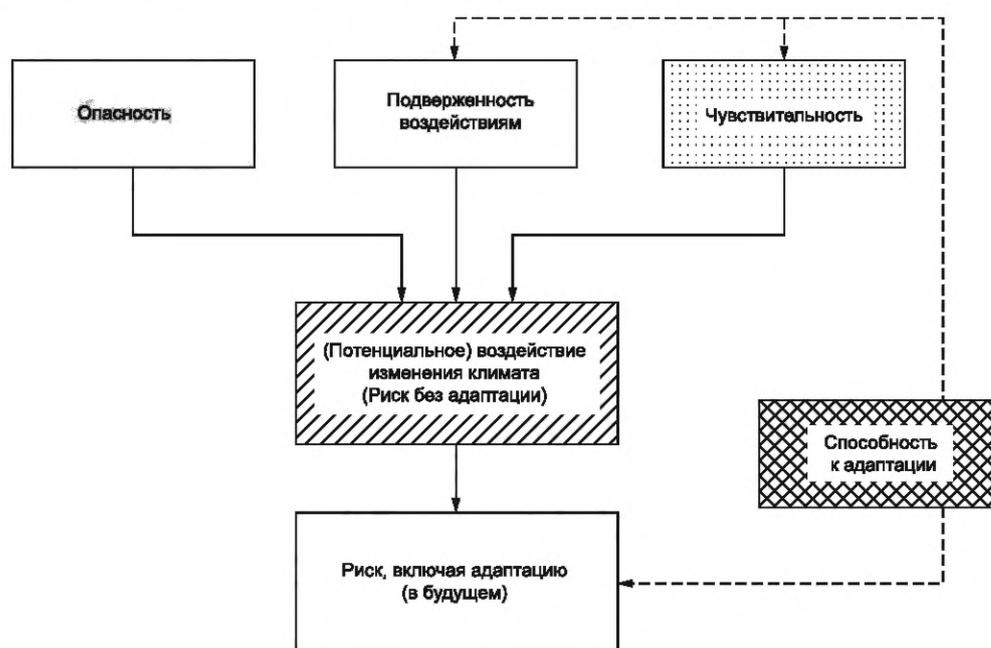 Опасность
Подверженность
воздействиям
Чувствительность
(Потенциальное) воздействие
изменения климата
(Риск без адаптации)
Способность
к адаптации
Риск, включая адаптацию
(в будущем)